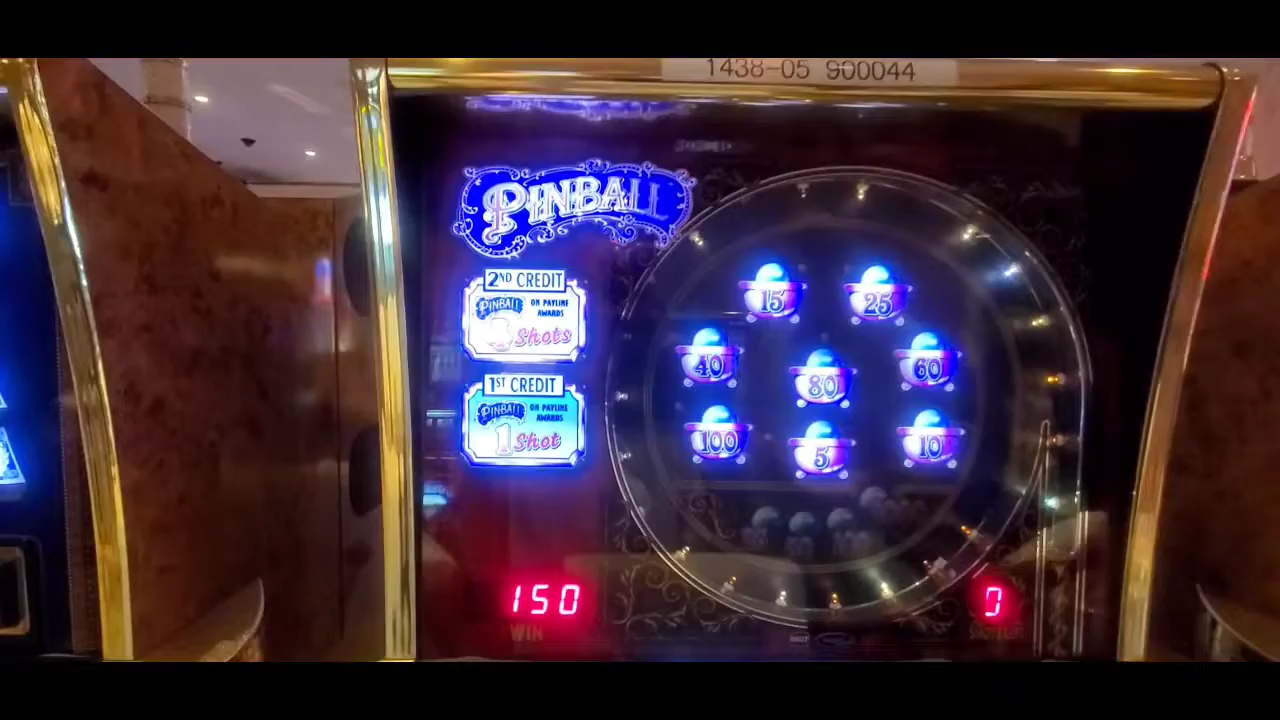 1438-05 900044
PINBALL
2ND CREDIT
PINBALL ON PAYLINE AWARDS
5 Shots
1ST CREDIT
PINBALL ON PAYLINE AWARDS
1 Shot
15 25
40 80 60
100 5 10
150 0
WIN